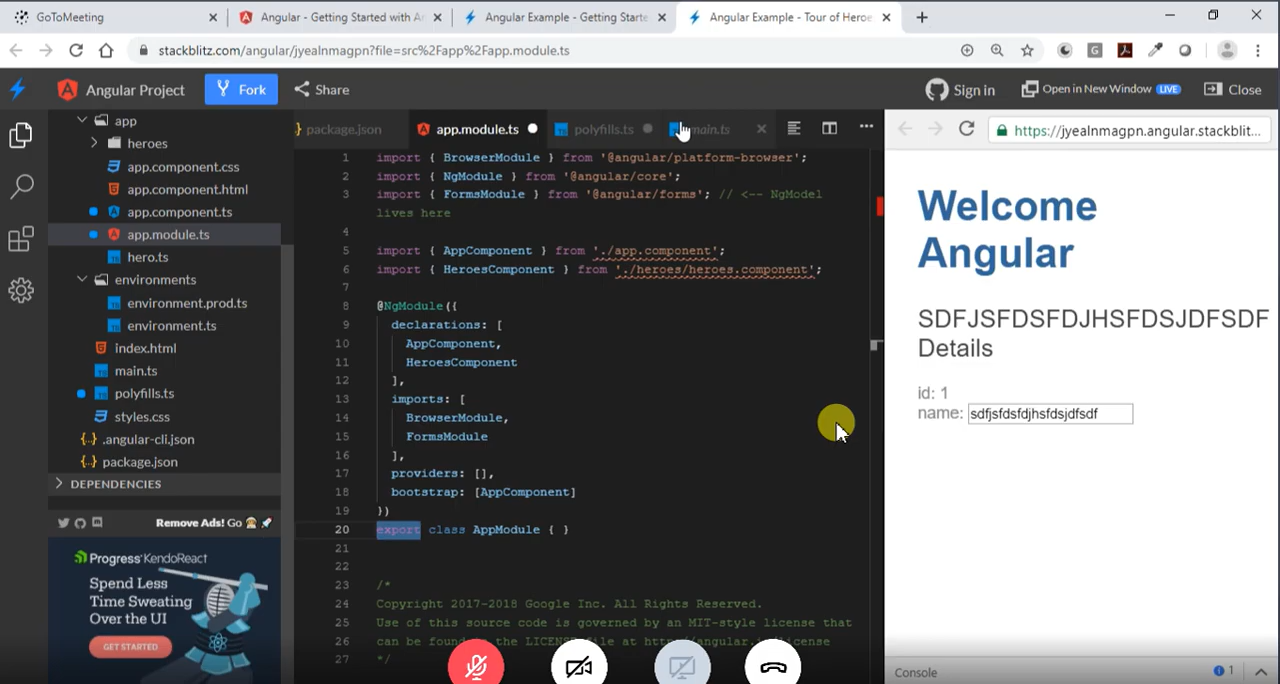 GoToMeeting
Angular - Getting Started with An
Angular Example - Getting Starte
Angular Example - Tour of Heroe
stackblitz.com/angular/jyealnmagpn?file=src%2Fapp%2Fapp.module.ts
Angular Project
Fork
Share
Sign in
Open in New Window LIVE
Close
app
heroes
app.component.css
app.component.html
app.component.ts
app.module.ts
hero.ts
environments
environment.prod.ts
environment.ts
index.html
main.ts
polyfills.ts
styles.css
.angular-cli.json
package.json
DEPENDENCIES
Remove Ads! Go
Progress KendoReact
Spend Less
Time Sweating
Over the UI
GET STARTED
package.json
app.module.ts
polyfills.ts
main.ts
1 import { BrowserModule } from '@angular/platform-browser';
2 import { NgModule } from '@angular/core';
3 import { FormsModule } from '@angular/forms'; // <-- NgModel
lives here
4
5 import { AppComponent } from './app.component';
6 import { HeroesComponent } from './heroes/heroes.component';
7
8 @NgModule({
9 declarations: [
10 AppComponent,
11 HeroesComponent
12 ],
13 imports: [
14 BrowserModule,
15 FormsModule
16 ],
17 providers: [],
18 bootstrap: [AppComponent]
19 })
20 export class AppModule { }
21
22
23 /*
24 Copyright 2017-2018 Google Inc. All Rights Reserved.
25 Use of this source code is governed by an MIT-style license that
26 can be found in the LICENSE file at http://angular.io/license
27 */
https://jyealnmagpn.angular.stackblitz...
Welcome
Angular
SDFJSFDSFDJHSFDSJDFSDF
Details
id: 1
name: sdfjsfdsfdjhsfdsjdfsdf
Console
1